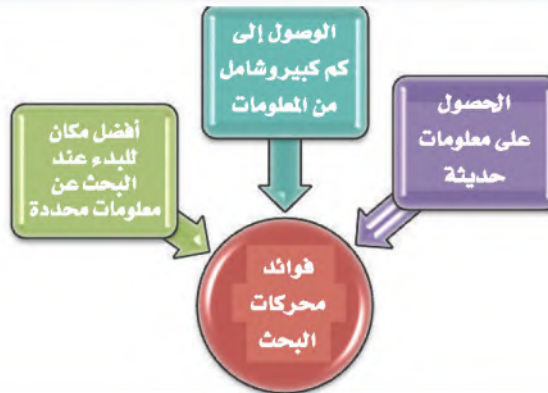 الوصول إلى
كم كبير وشامل
من المعلومات
الحصول
على معلومات
حديثة
أفضل مكان
للبدء عند
البحث عن
معلومات محددة
فوائد
محركات
البحث